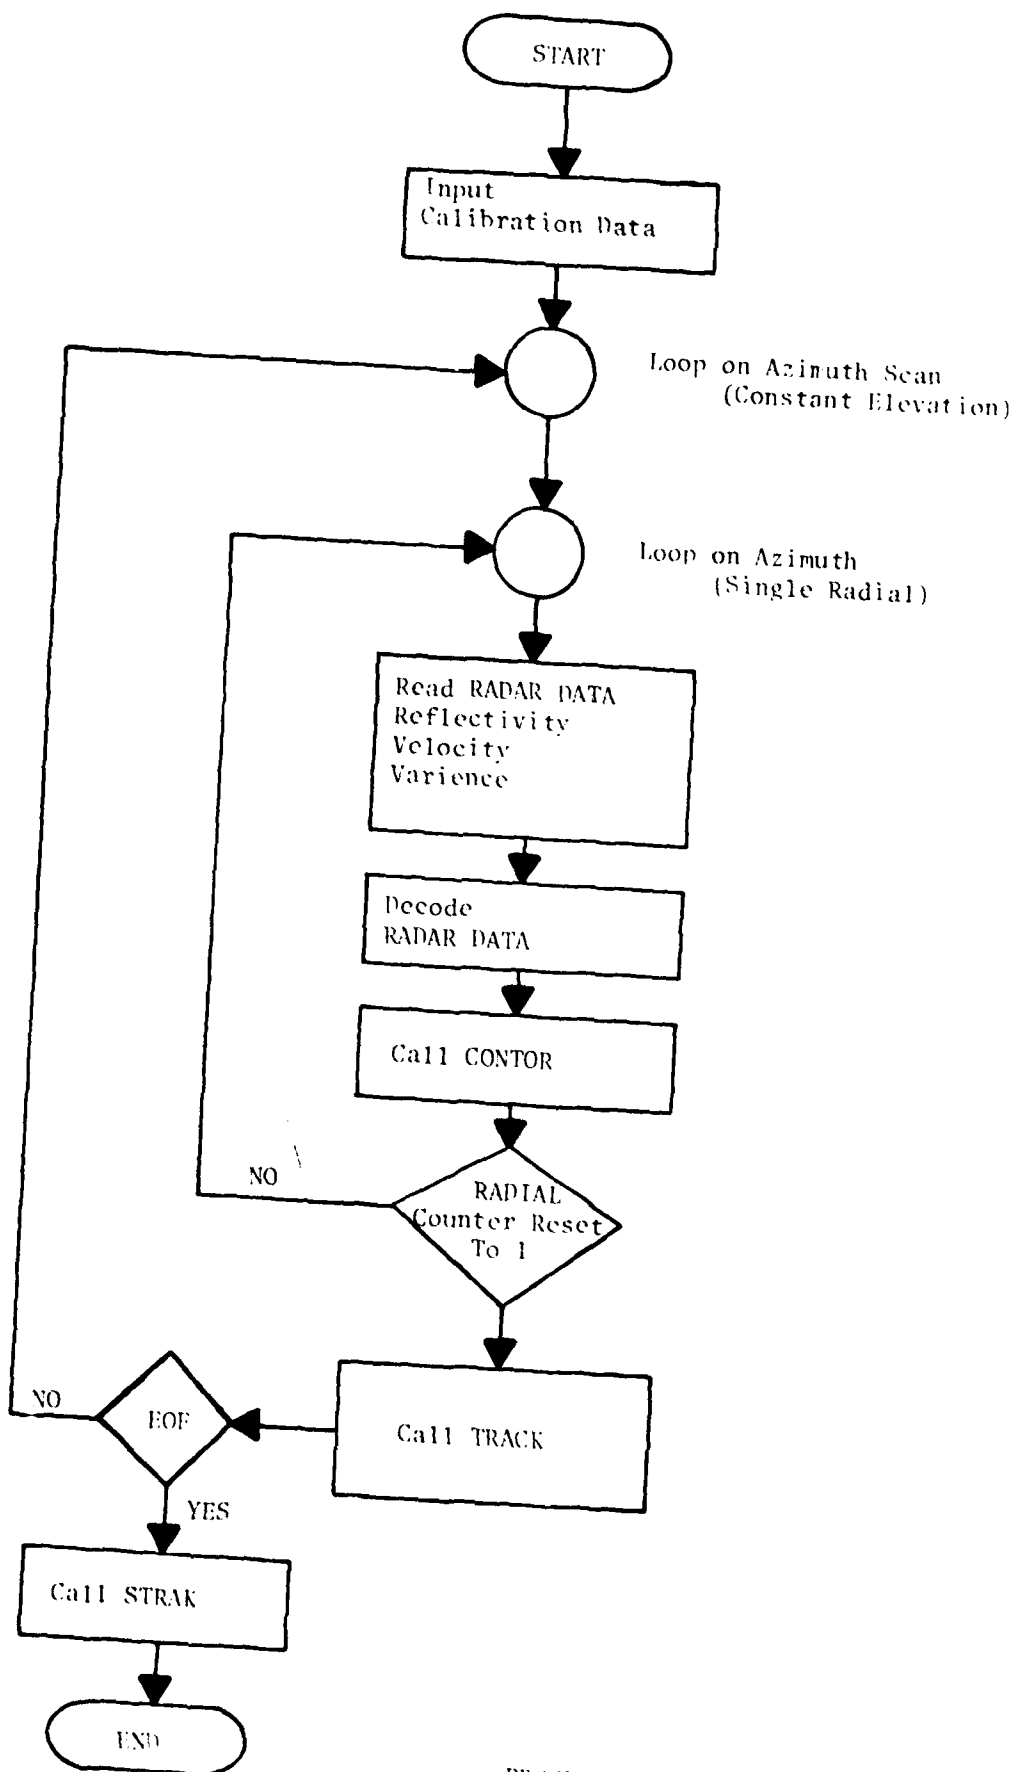 START
Input
Calibration Data
Loop on Azimuth Scan
(Constant Elevation)
Loop on Azimuth
(Single Radial)
Read RADAR DATA
Reflectivity
Velocity
Varience
Decode
RADAR DATA
Call CONTOR
NO
RADIAL
Counter Reset
To 1
NO
EOF
Call TRACK
YES
Call STRAK
END